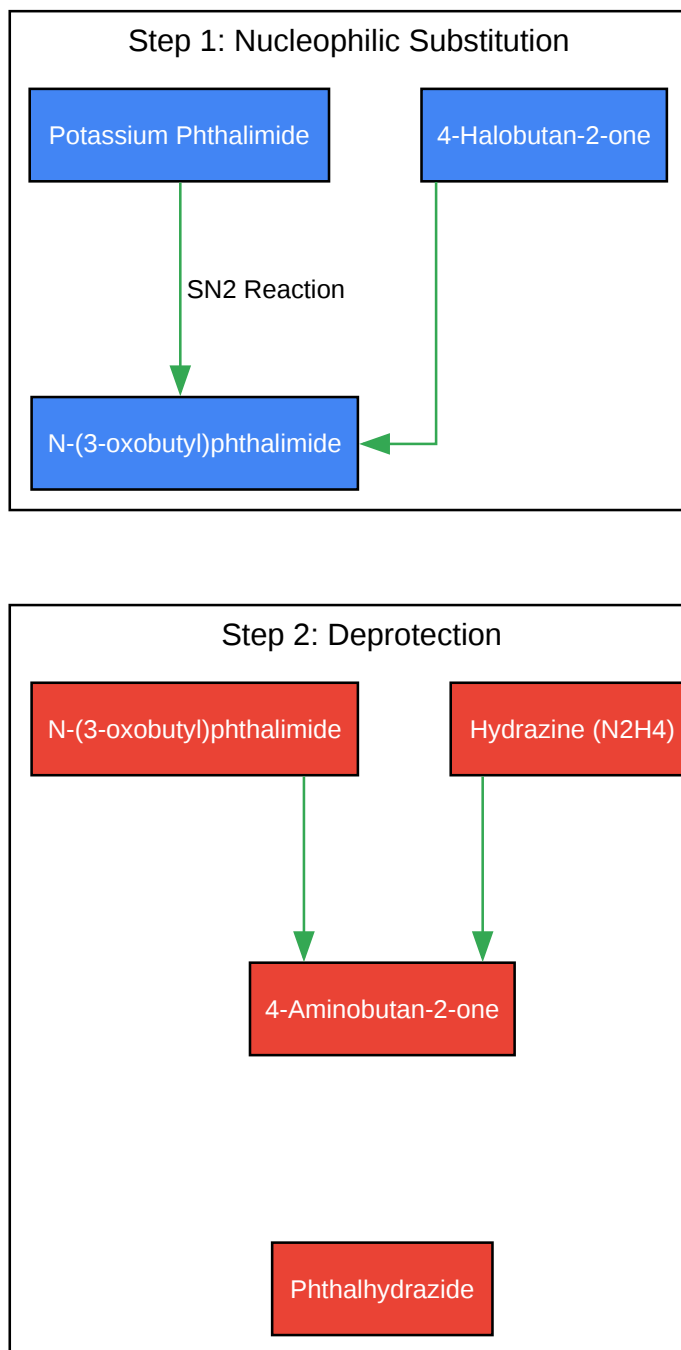 Step 1: Nucleophilic Substitution
Potassium Phthalimide
4-Halobutan-2-one
SN2 Reaction
N-(3-oxobutyl)phthalimide
Step 2: Deprotection
N-(3-oxobutyl)phthalimide
Hydrazine (N2H4)
4-Aminobutan-2-one
Phthalhydrazide